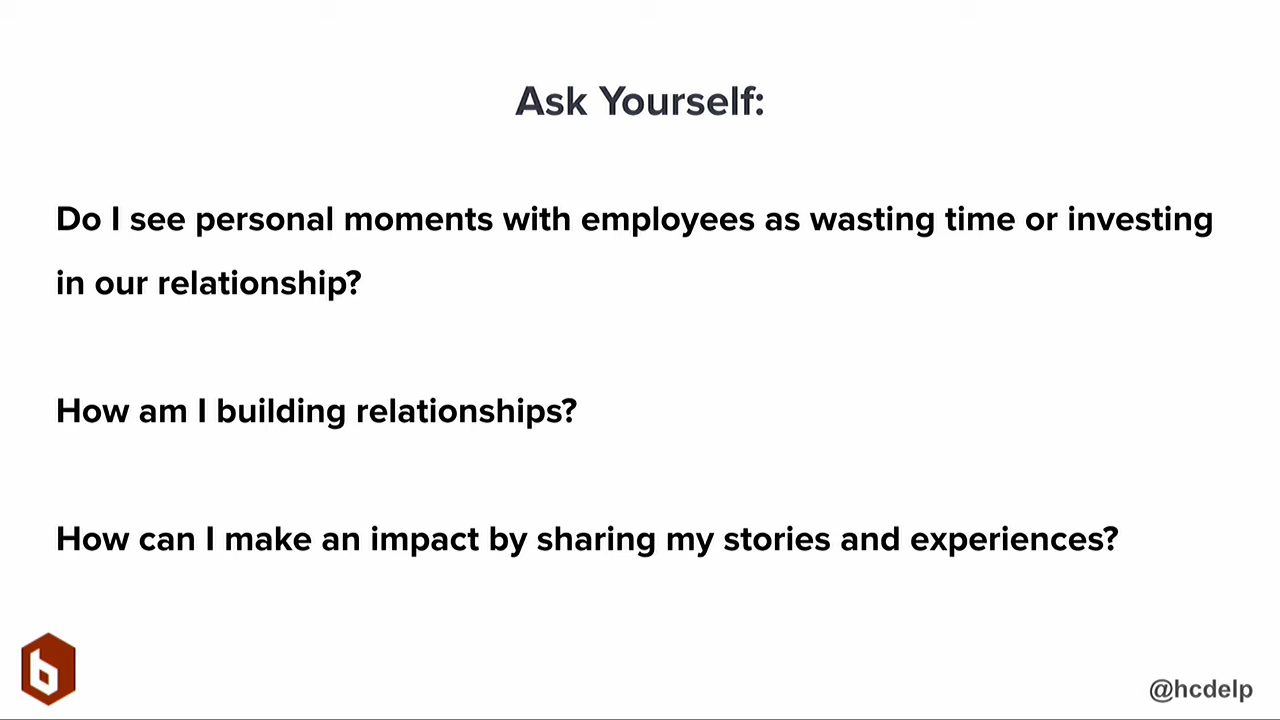 Ask Yourself:
Do I see personal moments with employees as wasting time or investing
in our relationship?
How am I building relationships?
How can I make an impact by sharing my stories and experiences?
b
@hcdelp